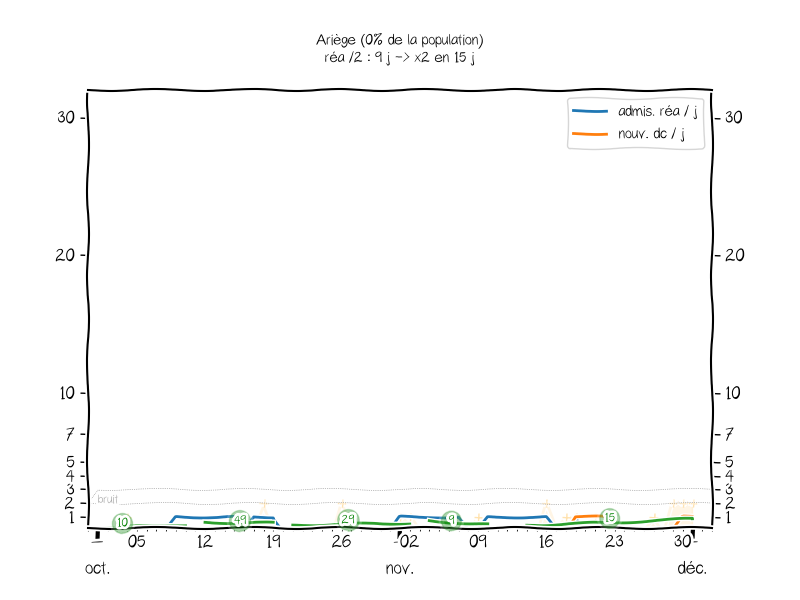 Ariège (0% de la population)
réa /2 : 9 j -> x2 en 15 j
admis. réa / j
nouv. dc / j
30 30
20 20
10 10
7 7
5 5
4 4
3 3
2 2
bruit
1 1
10 49 29 9 15
05 12 19 26 02 09 16 23 30
oct. nov. déc.